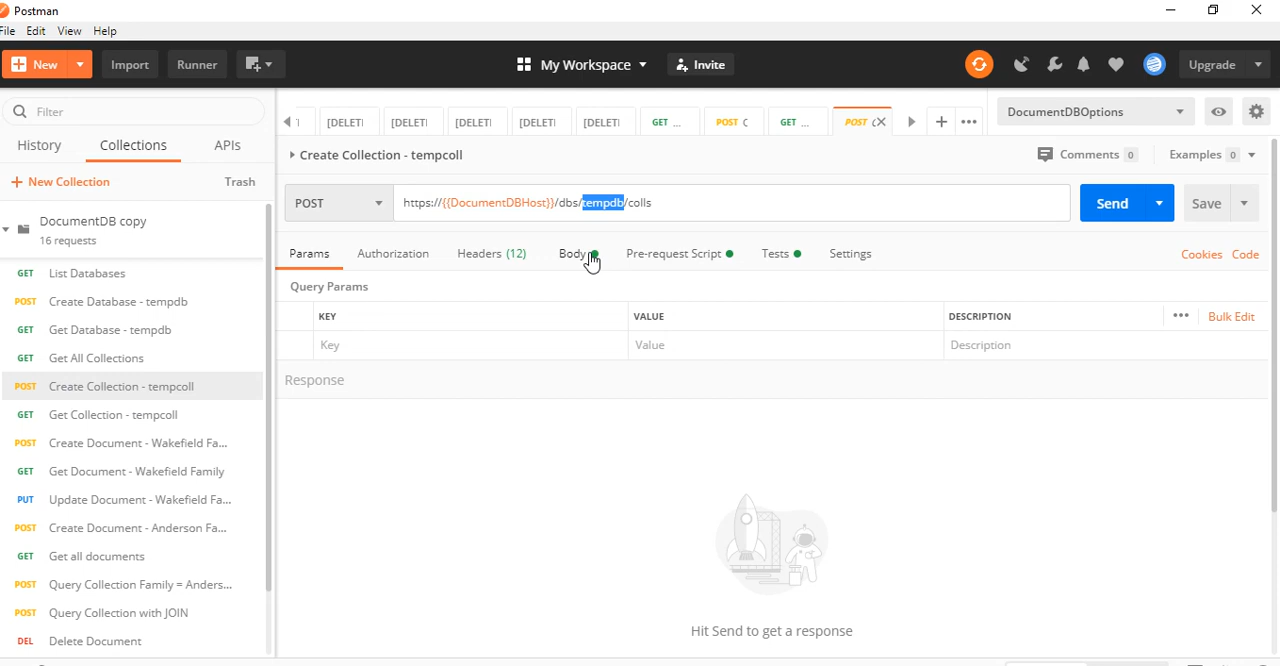 Postman
File Edit View Help
New Import Runner My Workspace Invite Upgrade
Filter
History Collections APIs
New Collection Trash
DocumentDB copy
16 requests
GET List Databases
POST Create Database - tempdb
GET Get Database - tempdb
GET Get All Collections
POST Create Collection - tempcoll
GET Get Collection - tempcoll
POST Create Document - Wakefield Fa...
GET Get Document - Wakefield Family
PUT Update Document - Wakefield Fa...
POST Create Document - Anderson Fa...
GET Get all documents
POST Query Collection Family = Anders...
POST Query Collection with JOIN
DEL Delete Document
[DELETI [DELETI [DELETI [DELETI [DELETI GET ... POST C GET ... POST DocumentDBOptions
Create Collection - tempcoll Comments 0 Examples 0
POST https://{{DocumentDBHost}}/dbs/tempdb/colls Send Save
Params Authorization Headers (12) Body Pre-request Script Tests Settings Cookies Code
Query Params
KEY VALUE DESCRIPTION ••• Bulk Edit
Key Value Description
Response
Hit Send to get a response